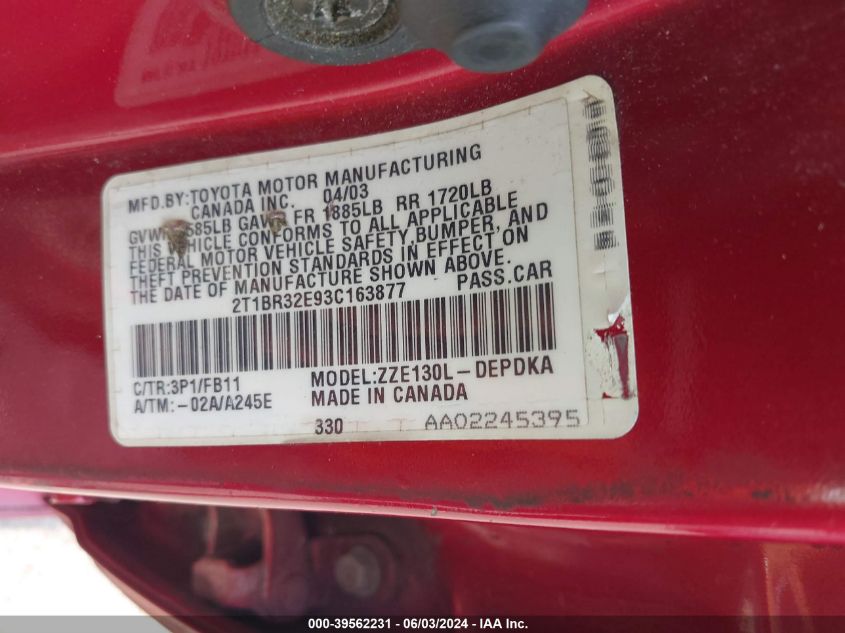 MFD.BY:TOYOTA MOTOR MANUFACTURING
CANADA INC. 04/03
585LB FR 1885LB RR 1720LB
THIS VEHICLE CONFORMS TO ALL APPLICABLE
FEDERAL MOTOR VEHICLE SAFETY,BUMPER, AND
THEFT PREVENTION STANDARDS IN EFFECT ON
THE DATE OF MANUFACTURE SHOWN ABOVE.
2T1BR32E93C163877 PASS.CAR
C/TR:3P1/FB11 MODEL:ZZE130L-DEPDKA
A/TM:-02A/A245E MADE IN CANADA
330 AA02245395
000-39562231 - 06/03/2024 - IAA Inc.